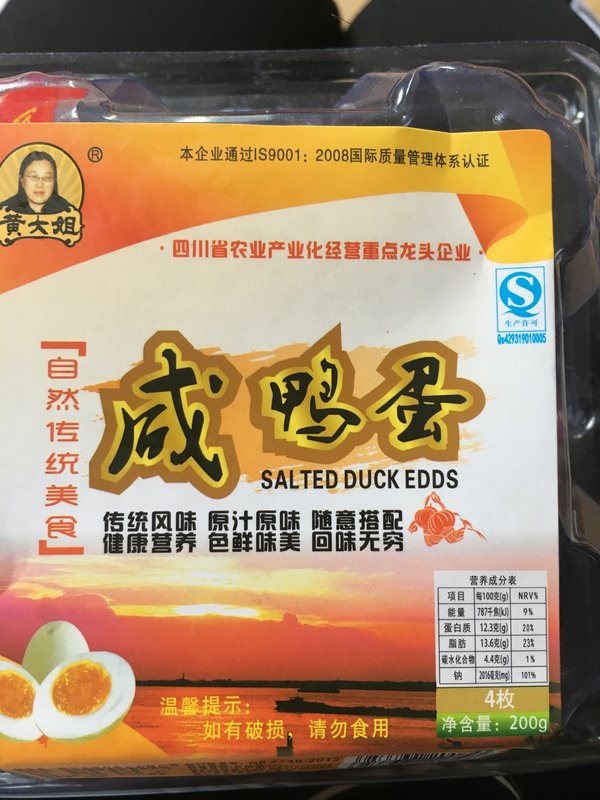 ®
本企业通过IS9001：2008国际质量管理体系认证
黄大姐
·四川省农业产业化经营重点龙头企业·
生产许可
Qs429319010005
自然传统美食
咸鸭蛋
SALTED DUCK EDDS
传统风味 原汁原味 随意搭配
健康营养 色鲜味美 回味无穷
营养成分表
项目 每100克(g) NRV%
能量 787千焦(kJ) 9%
蛋白质 12.3克(g) 20%
脂肪 13.6克(g) 23%
碳水化合物 4.4克(g) 1%
钠 2016毫克(mg) 101%
4枚
净含量：200g
温馨提示：
如有破损，请勿食用